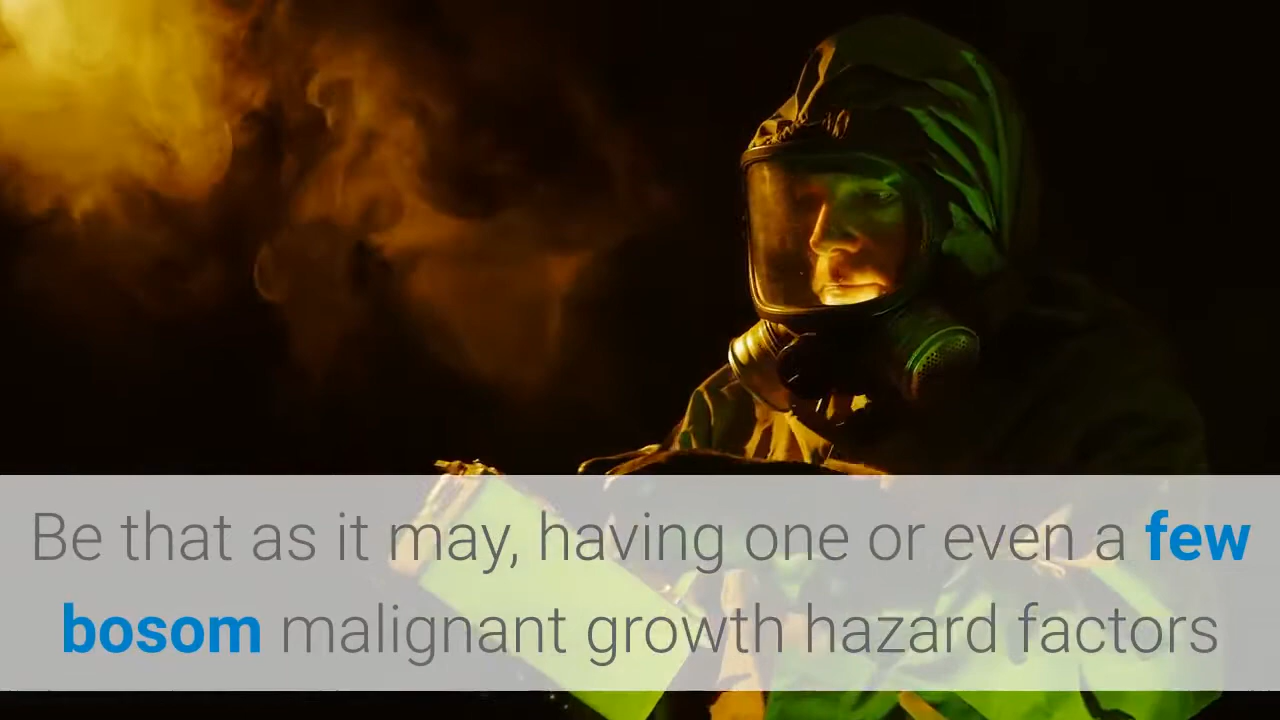 Be that as it may, having one or even a few
bosom malignant growth hazard factors